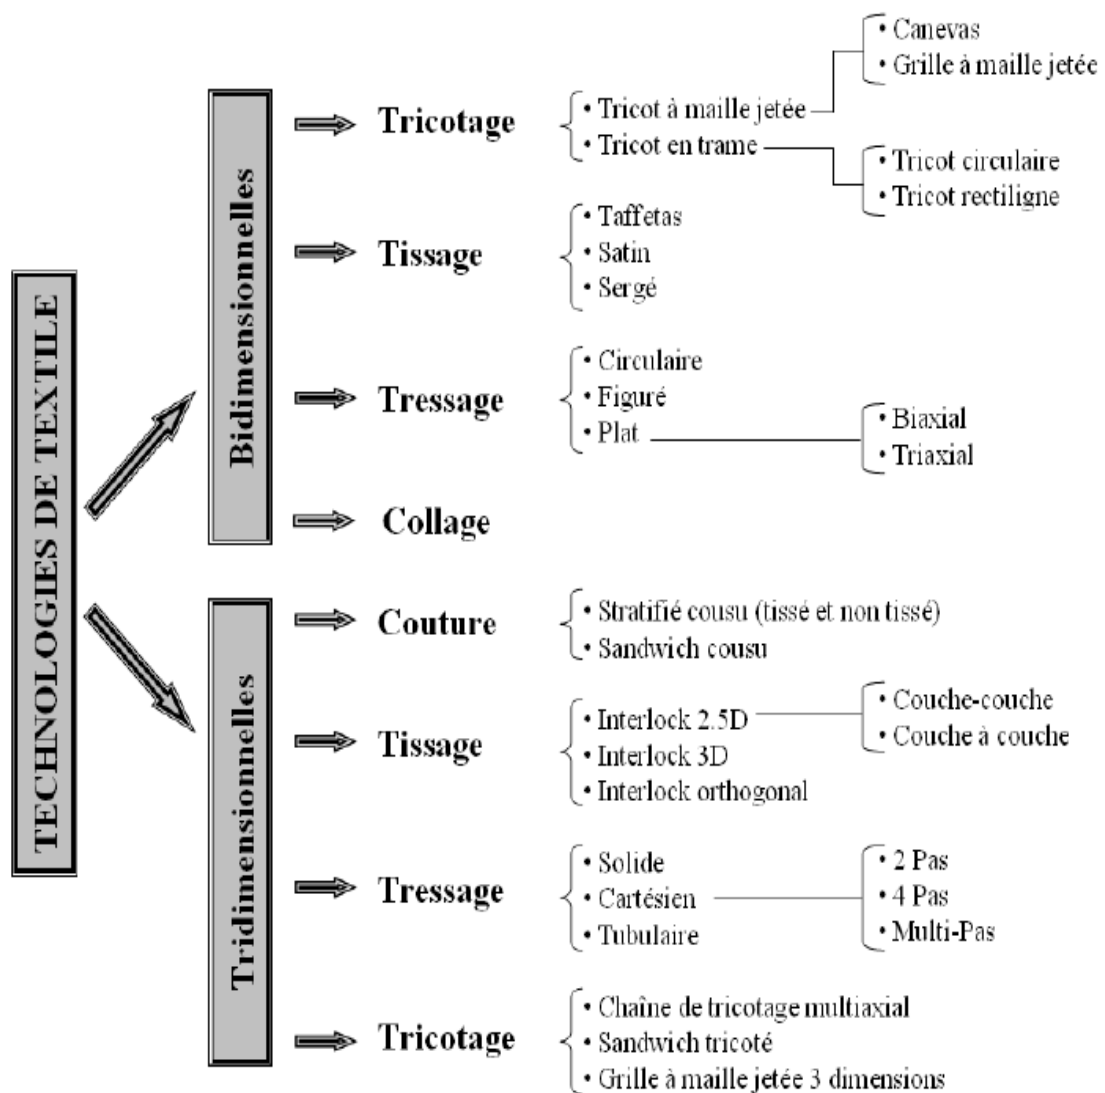 TECHNOLOGIES DE TEXTILE
Bidimensionnelles
Tricotage
• Tricot à maille jetée
• Canevas
• Grille à maille jetée
• Tricot en trame
• Tricot circulaire
• Tricot rectiligne
Tissage
• Taffetas
• Satin
• Sergé
Tressage
• Circulaire
• Figuré
• Plat
• Biaxial
• Triaxial
Collage
Tridimensionnelles
Couture
• Stratifié cousu (tissé et non tissé)
• Sandwich cousu
Tissage
• Interlock 2.5D
• Couche-couche
• Couche à couche
• Interlock 3D
• Interlock orthogonal
Tressage
• Solide
• Cartésien
• 2 Pas
• 4 Pas
• Multi-Pas
• Tubulaire
Tricotage
• Chaîne de tricotage multiaxial
• Sandwich tricoté
• Grille à maille jetée 3 dimensions